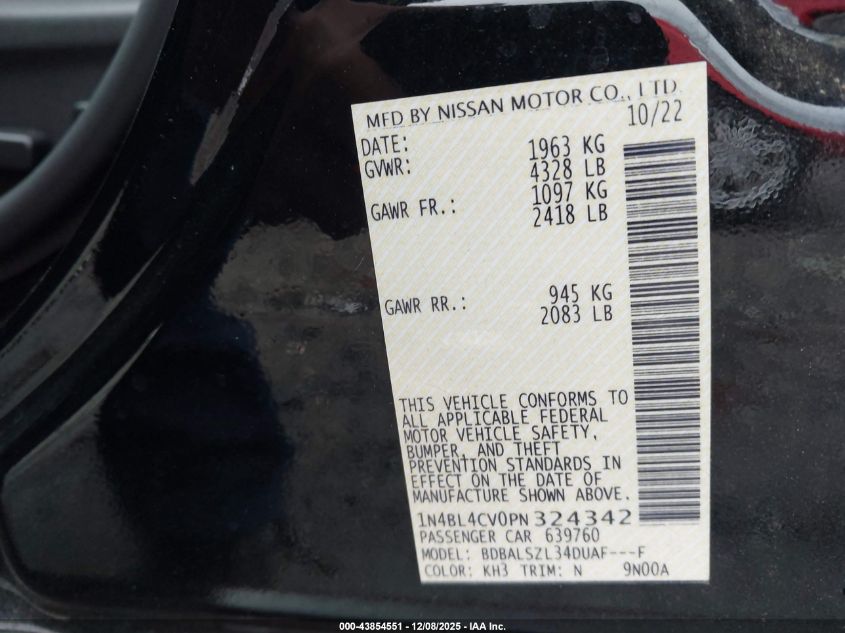 MFD BY NISSAN MOTOR CO., LTD.
DATE: 10/22
GVWR: 1963 KG
4328 LB
GAWR FR.: 1097 KG
2418 LB
GAWR RR.: 945 KG
2083 LB
THIS VEHICLE CONFORMS TO
ALL APPLICABLE FEDERAL
MOTOR VEHICLE SAFETY,
BUMPER, AND THEFT
PREVENTION STANDARDS IN
EFFECT ON THE DATE OF
MANUFACTURE SHOWN ABOVE.
1N4BL4CV0PN324342
PASSENGER CAR 639760
MODEL: BDBALSZL34DUAF---F
COLOR: KH3 TRIM: N 9N00A
000-43854551 - 12/08/2025 - IAA Inc.